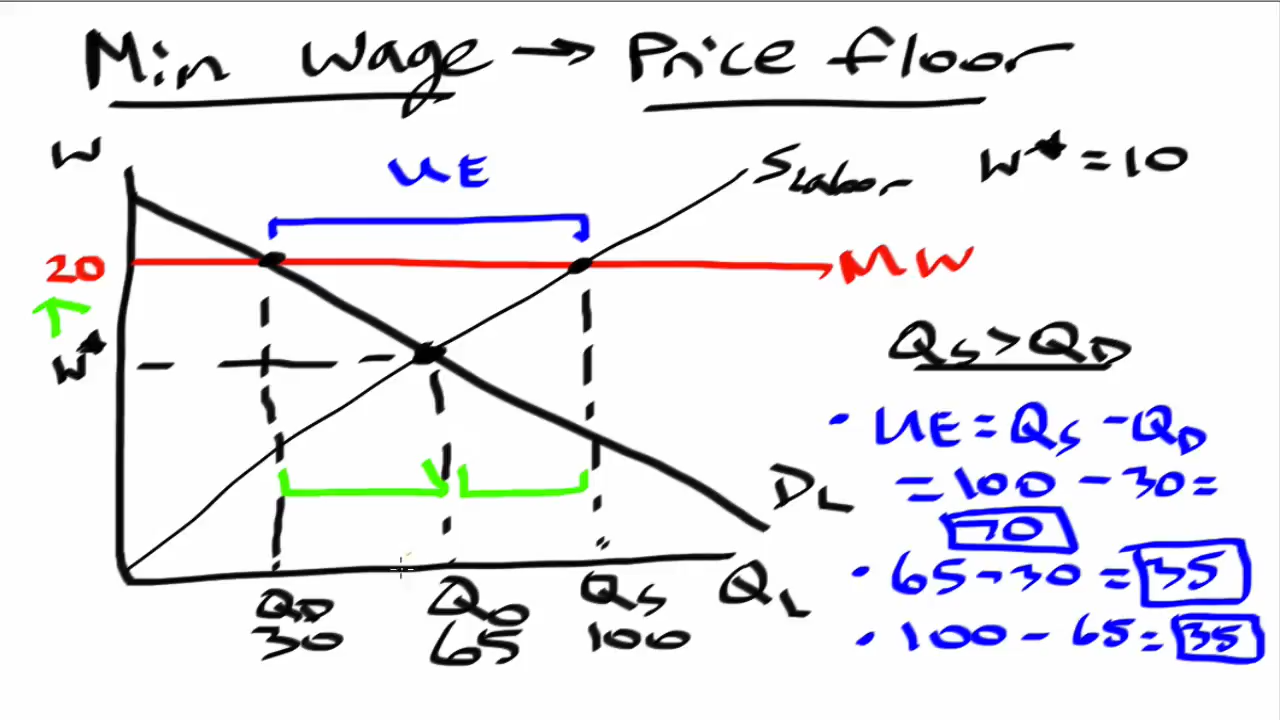 Min Wage → Price floor
W
UE
S Labor
W* = 10
20
MW
W*
QS > QD
• UE = QS - QD
= 100 - 30 =
70
DL
• 65 - 30 = 35
• 100 - 65 = 35
QD Q0 QS QL
30 65 100